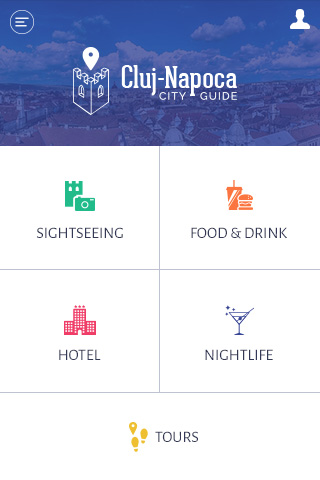 Cluj-Napoca
CITY GUIDE
SIGHTSEEING
FOOD & DRINK
HOTEL
NIGHTLIFE
TOURS